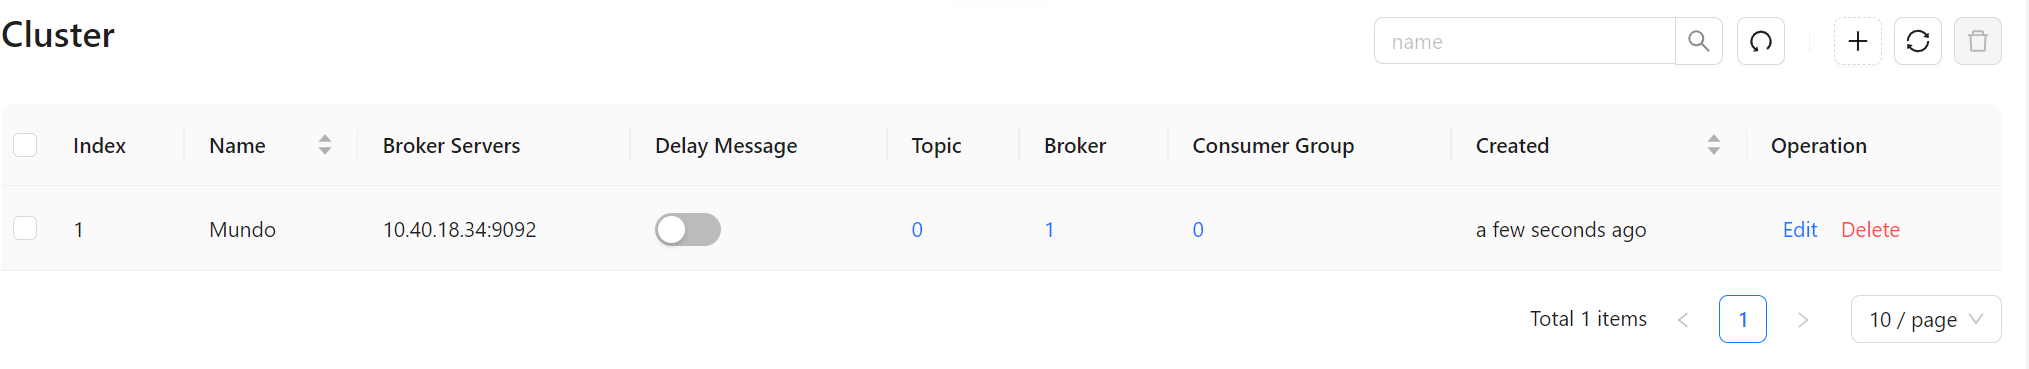 Cluster
name
Index Name Broker Servers Delay Message Topic Broker Consumer Group Created Operation
1 Mundo 10.40.18.34:9092 0 1 0 a few seconds ago Edit Delete
Total 1 items < 1 > 10 / page